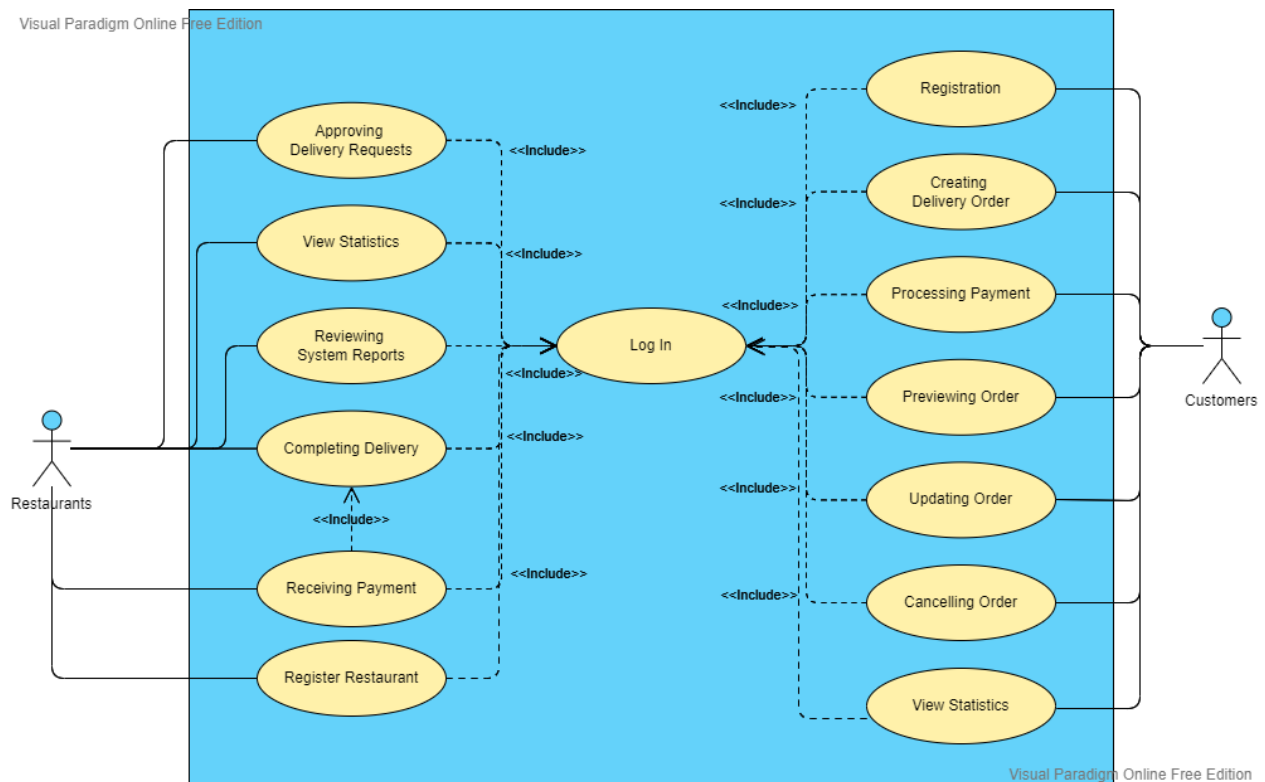 Visual Paradigm Online Free Edition
Registration
<<Include>>
Approving
Delivery Requests
<<Include>>
Creating
Delivery Order
<<Include>>
View Statistics
<<Include>>
Processing Payment
<<Include>>
Reviewing
System Reports
Log In
<<Include>>
Previewing Order
<<Include>>
Customers
Completing Delivery
<<Include>>
Restaurants
<<Include>>
Updating Order
<<Include>>
<<Include>>
Receiving Payment
<<Include>>
Cancelling Order
Register Restaurant
View Statistics
Visual Paradigm Online Free Edition